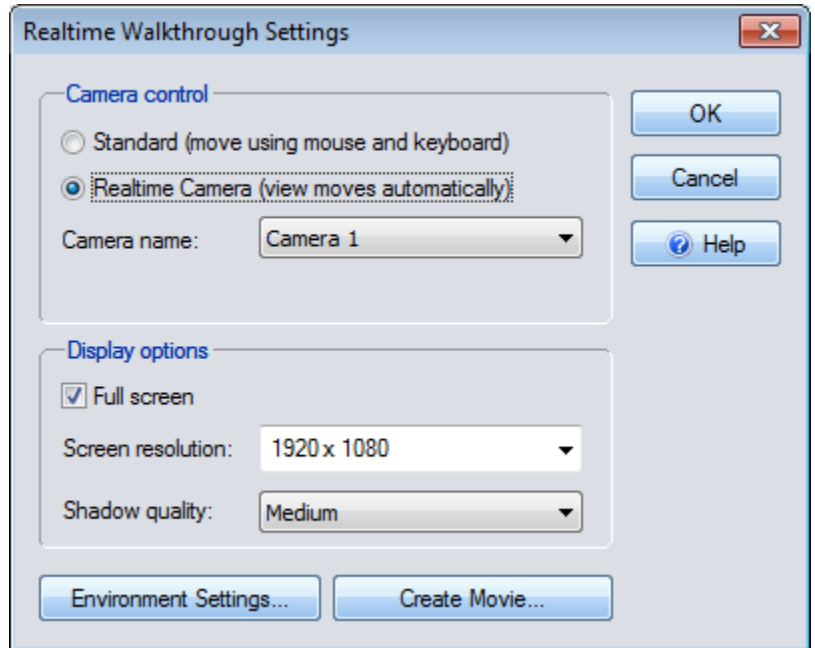 Realtime Walkthrough Settings
Camera control
Standard (move using mouse and keyboard)
Realtime Camera (view moves automatically)
Camera name: Camera 1
OK
Cancel
Help
Display options
Full screen
Screen resolution: 1920 x 1080
Shadow quality: Medium
Environment Settings...
Create Movie...